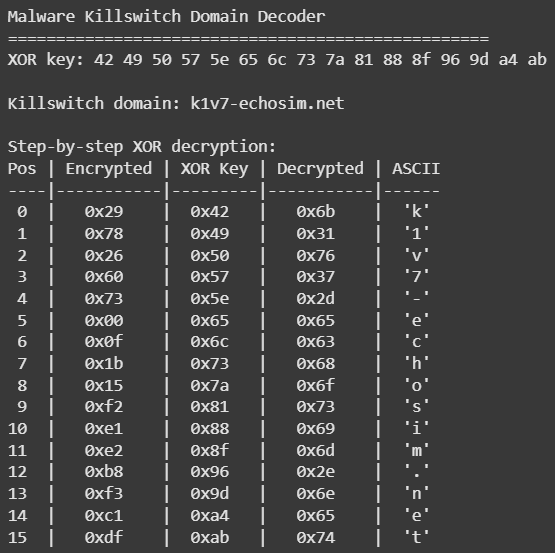 Malware Killswitch Domain Decoder
==================================================
XOR key: 42 49 50 57 5e 65 6c 73 7a 81 88 8f 96 9d a4 ab
Killswitch domain: k1v7-echosim.net
Step-by-step XOR decryption:
Pos | Encrypted | XOR Key | Decrypted | ASCII
----|-----------|---------|-----------|------
 0  |   0x29    |  0x42   |   0x6b    |  'k'
 1  |   0x78    |  0x49   |   0x31    |  '1'
 2  |   0x26    |  0x50   |   0x76    |  'v'
 3  |   0x60    |  0x57   |   0x37    |  '7'
 4  |   0x73    |  0x5e   |   0x2d    |  '-'
 5  |   0x00    |  0x65   |   0x65    |  'e'
 6  |   0x0f    |  0x6c   |   0x63    |  'c'
 7  |   0x1b    |  0x73   |   0x68    |  'h'
 8  |   0x15    |  0x7a   |   0x6f    |  'o'
 9  |   0xf2    |  0x81   |   0x73    |  's'
10  |   0xe1    |  0x88   |   0x69    |  'i'
11  |   0xe2    |  0x8f   |   0x6d    |  'm'
12  |   0xb8    |  0x96   |   0x2e    |  '.'
13  |   0xf3    |  0x9d   |   0x6e    |  'n'
14  |   0xc1    |  0xa4   |   0x65    |  'e'
15  |   0xdf    |  0xab   |   0x74    |  't'